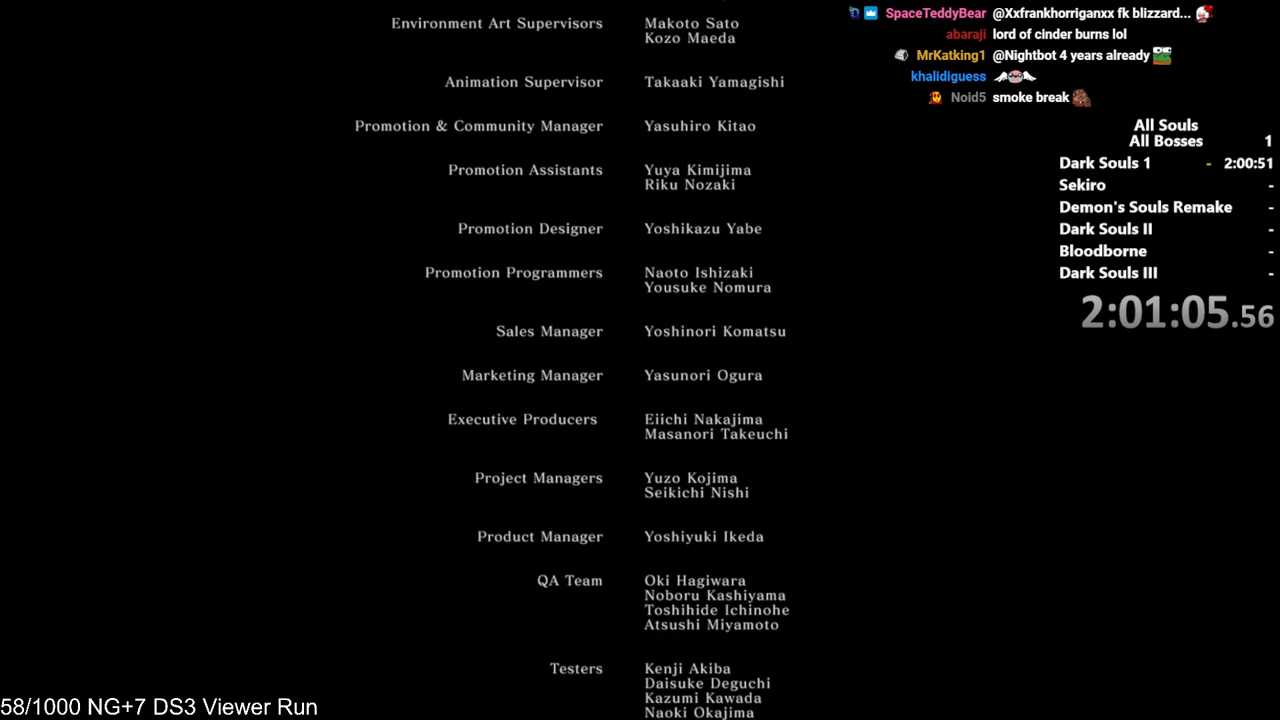 Environment Art Supervisors Makoto Sato
Kozo Maeda
Animation Supervisor Takaaki Yamagishi
Promotion & Community Manager Yasuhiro Kitao
Promotion Assistants Yuya Kimijima
Riku Nozaki
Promotion Designer Yoshikazu Yabe
Promotion Programmers Naoto Ishizaki
Yousuke Nomura
Sales Manager Yoshinori Komatsu
Marketing Manager Yasunori Ogura
Executive Producers Eiichi Nakajima
Masanori Takeuchi
Project Managers Yuzo Kojima
Seikichi Nishi
Product Manager Yoshiyuki Ikeda
QA Team Oki Hagiwara
Noboru Kashiyama
Toshihide Ichinohe
Atsushi Miyamoto
Testers Kenji Akiba
Daisuke Deguchi
Kazumi Kawada
Naoki Okajima
SpaceTeddyBear @Xxfrankhorriganxx fk blizzard...
abaraji lord of cinder burns lol
MrKatking1 @Nightbot 4 years already
khalidiguess
Noid5 smoke break
All Souls
All Bosses 1
Dark Souls 1 - 2:00:51
Sekiro -
Demon's Souls Remake -
Dark Souls II -
Bloodborne -
Dark Souls III -
2:01:05.56
58/1000 NG+7 DS3 Viewer Run